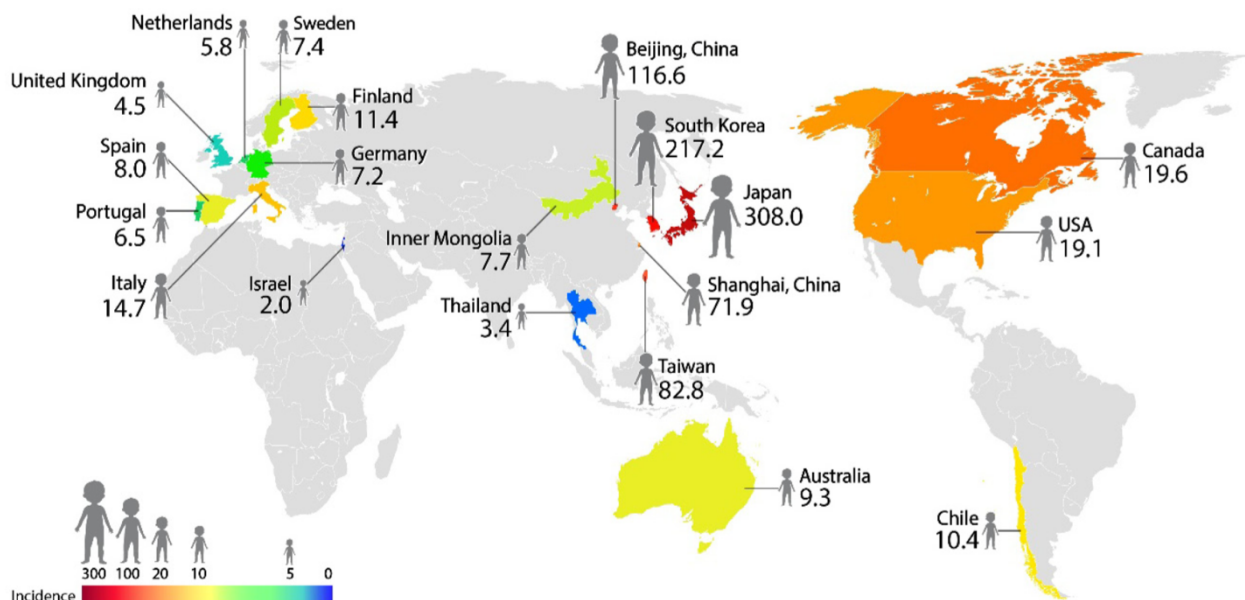 Netherlands
5.8
Sweden
7.4
United Kingdom
4.5
Finland
11.4
Spain
8.0
Germany
7.2
Portugal
6.5
Italy
14.7
Israel
2.0
Beijing, China
116.6
South Korea
217.2
Japan
308.0
Inner Mongolia
7.7
Shanghai, China
71.9
Thailand
3.4
Taiwan
82.8
Canada
19.6
USA
19.1
Australia
9.3
Chile
10.4
300 100 20 10 5 0
Incidence